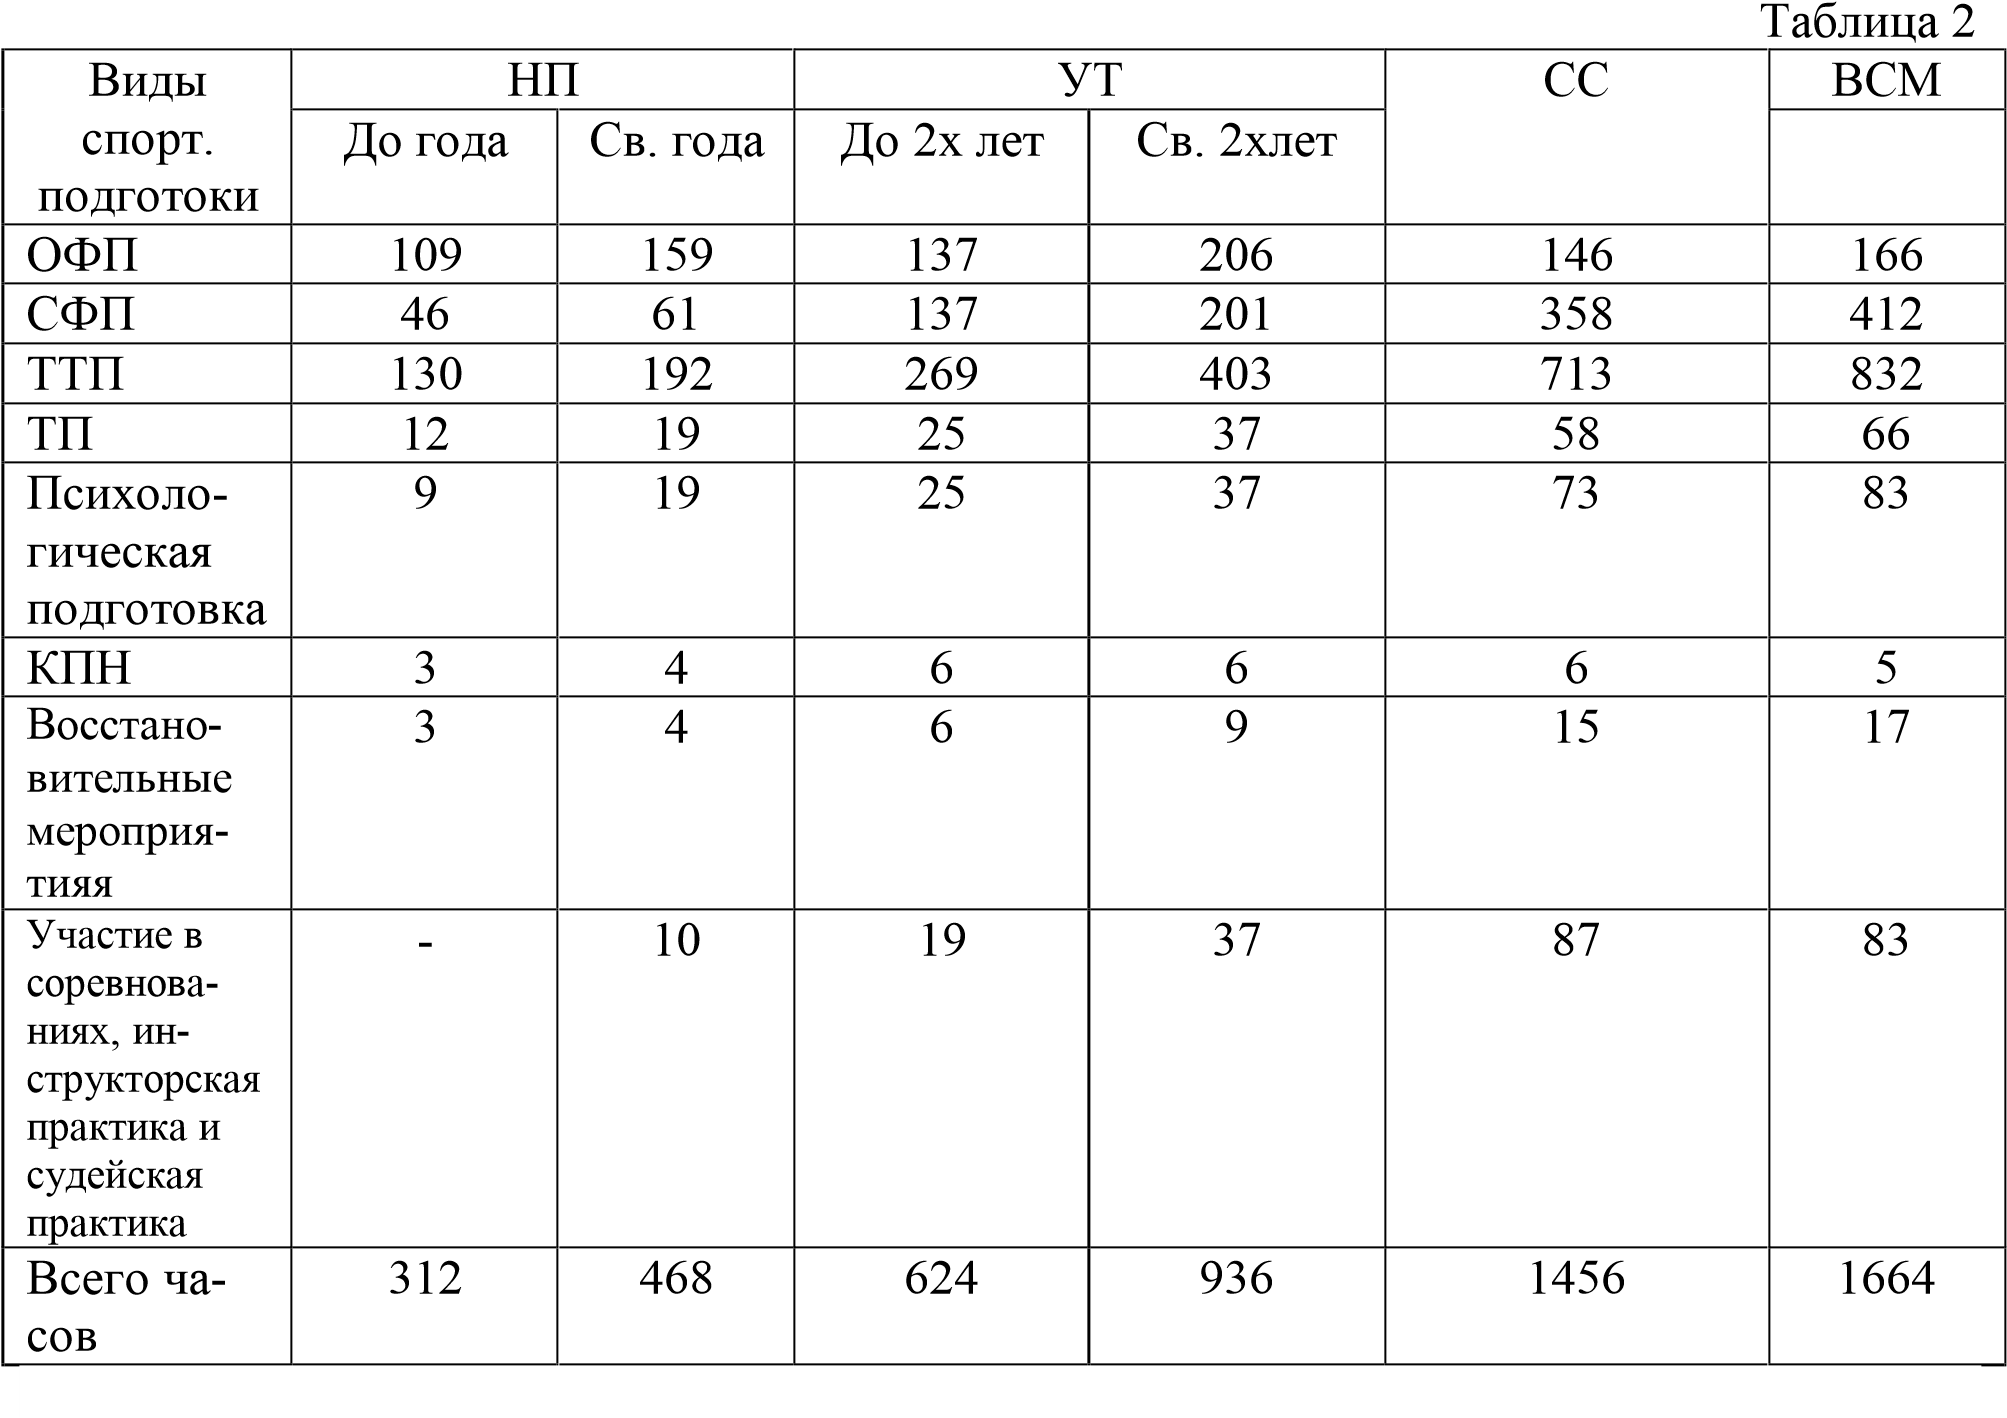 Таблица 2
Виды НП УТ СС ВСМ
спорт. До года Св. года До 2х лет Св. 2хлет
подготоки
ОФП 109 159 137 206 146 166
СФП 46 61 137 201 358 412
ТТП 130 192 269 403 713 832
ТП 12 19 25 37 58 66
Психоло- 9 19 25 37 73 83
гическая
подготовка
КПН 3 4 6 6 6 5
Восстано- 3 4 6 9 15 17
вительные
мероприя-
тияя
Участие в - 10 19 37 87 83
соревнова-
ниях, ин-
структорская
практика и
судейская
практика
Всего ча- 312 468 624 936 1456 1664
сов